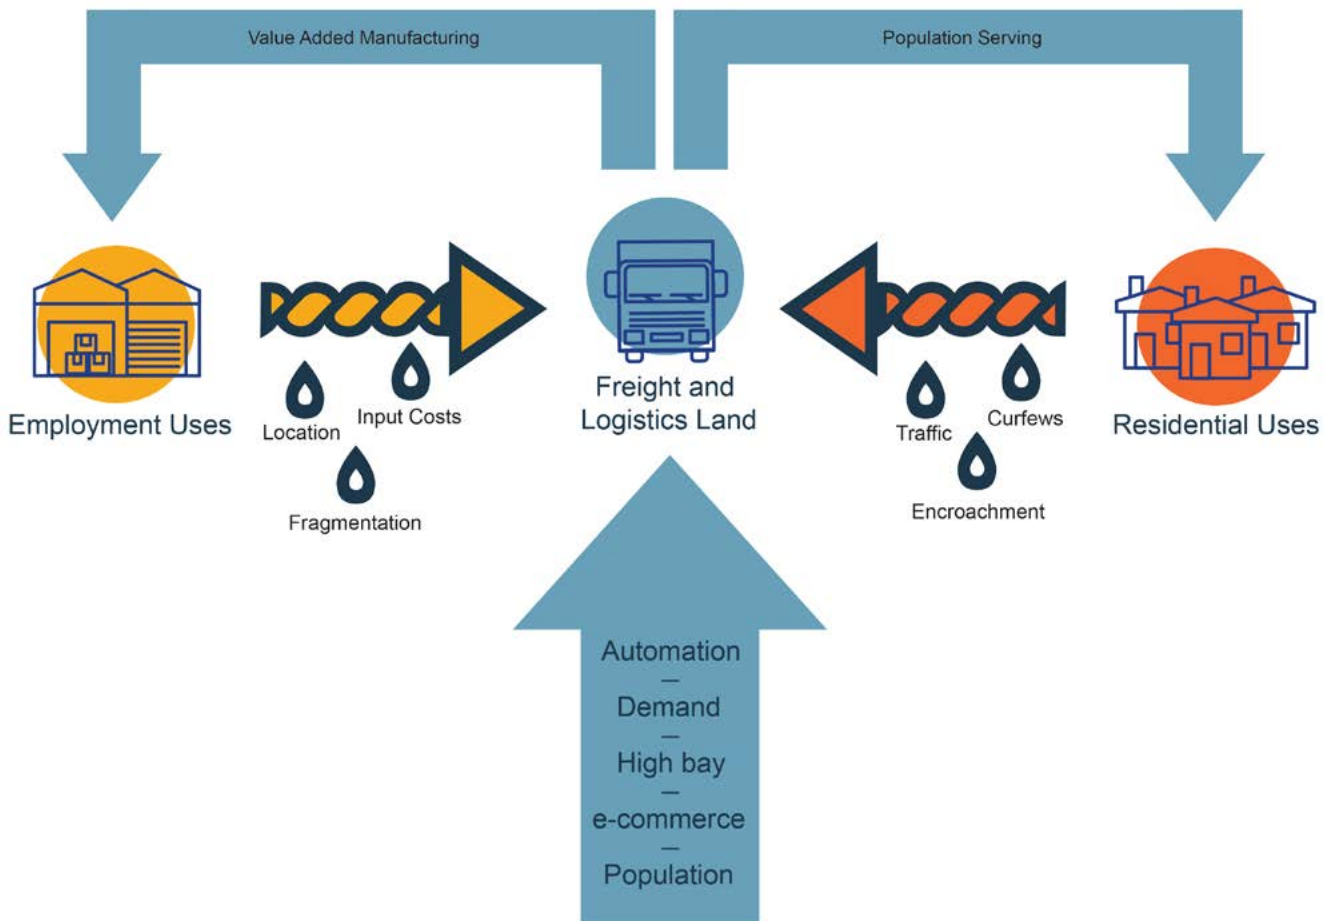 Value Added Manufacturing
Population Serving
Employment Uses
Location
Input Costs
Fragmentation
Freight and
Logistics Land
Traffic
Curfews
Encroachment
Residential Uses
Automation
—
Demand
—
High bay
—
e-commerce
—
Population